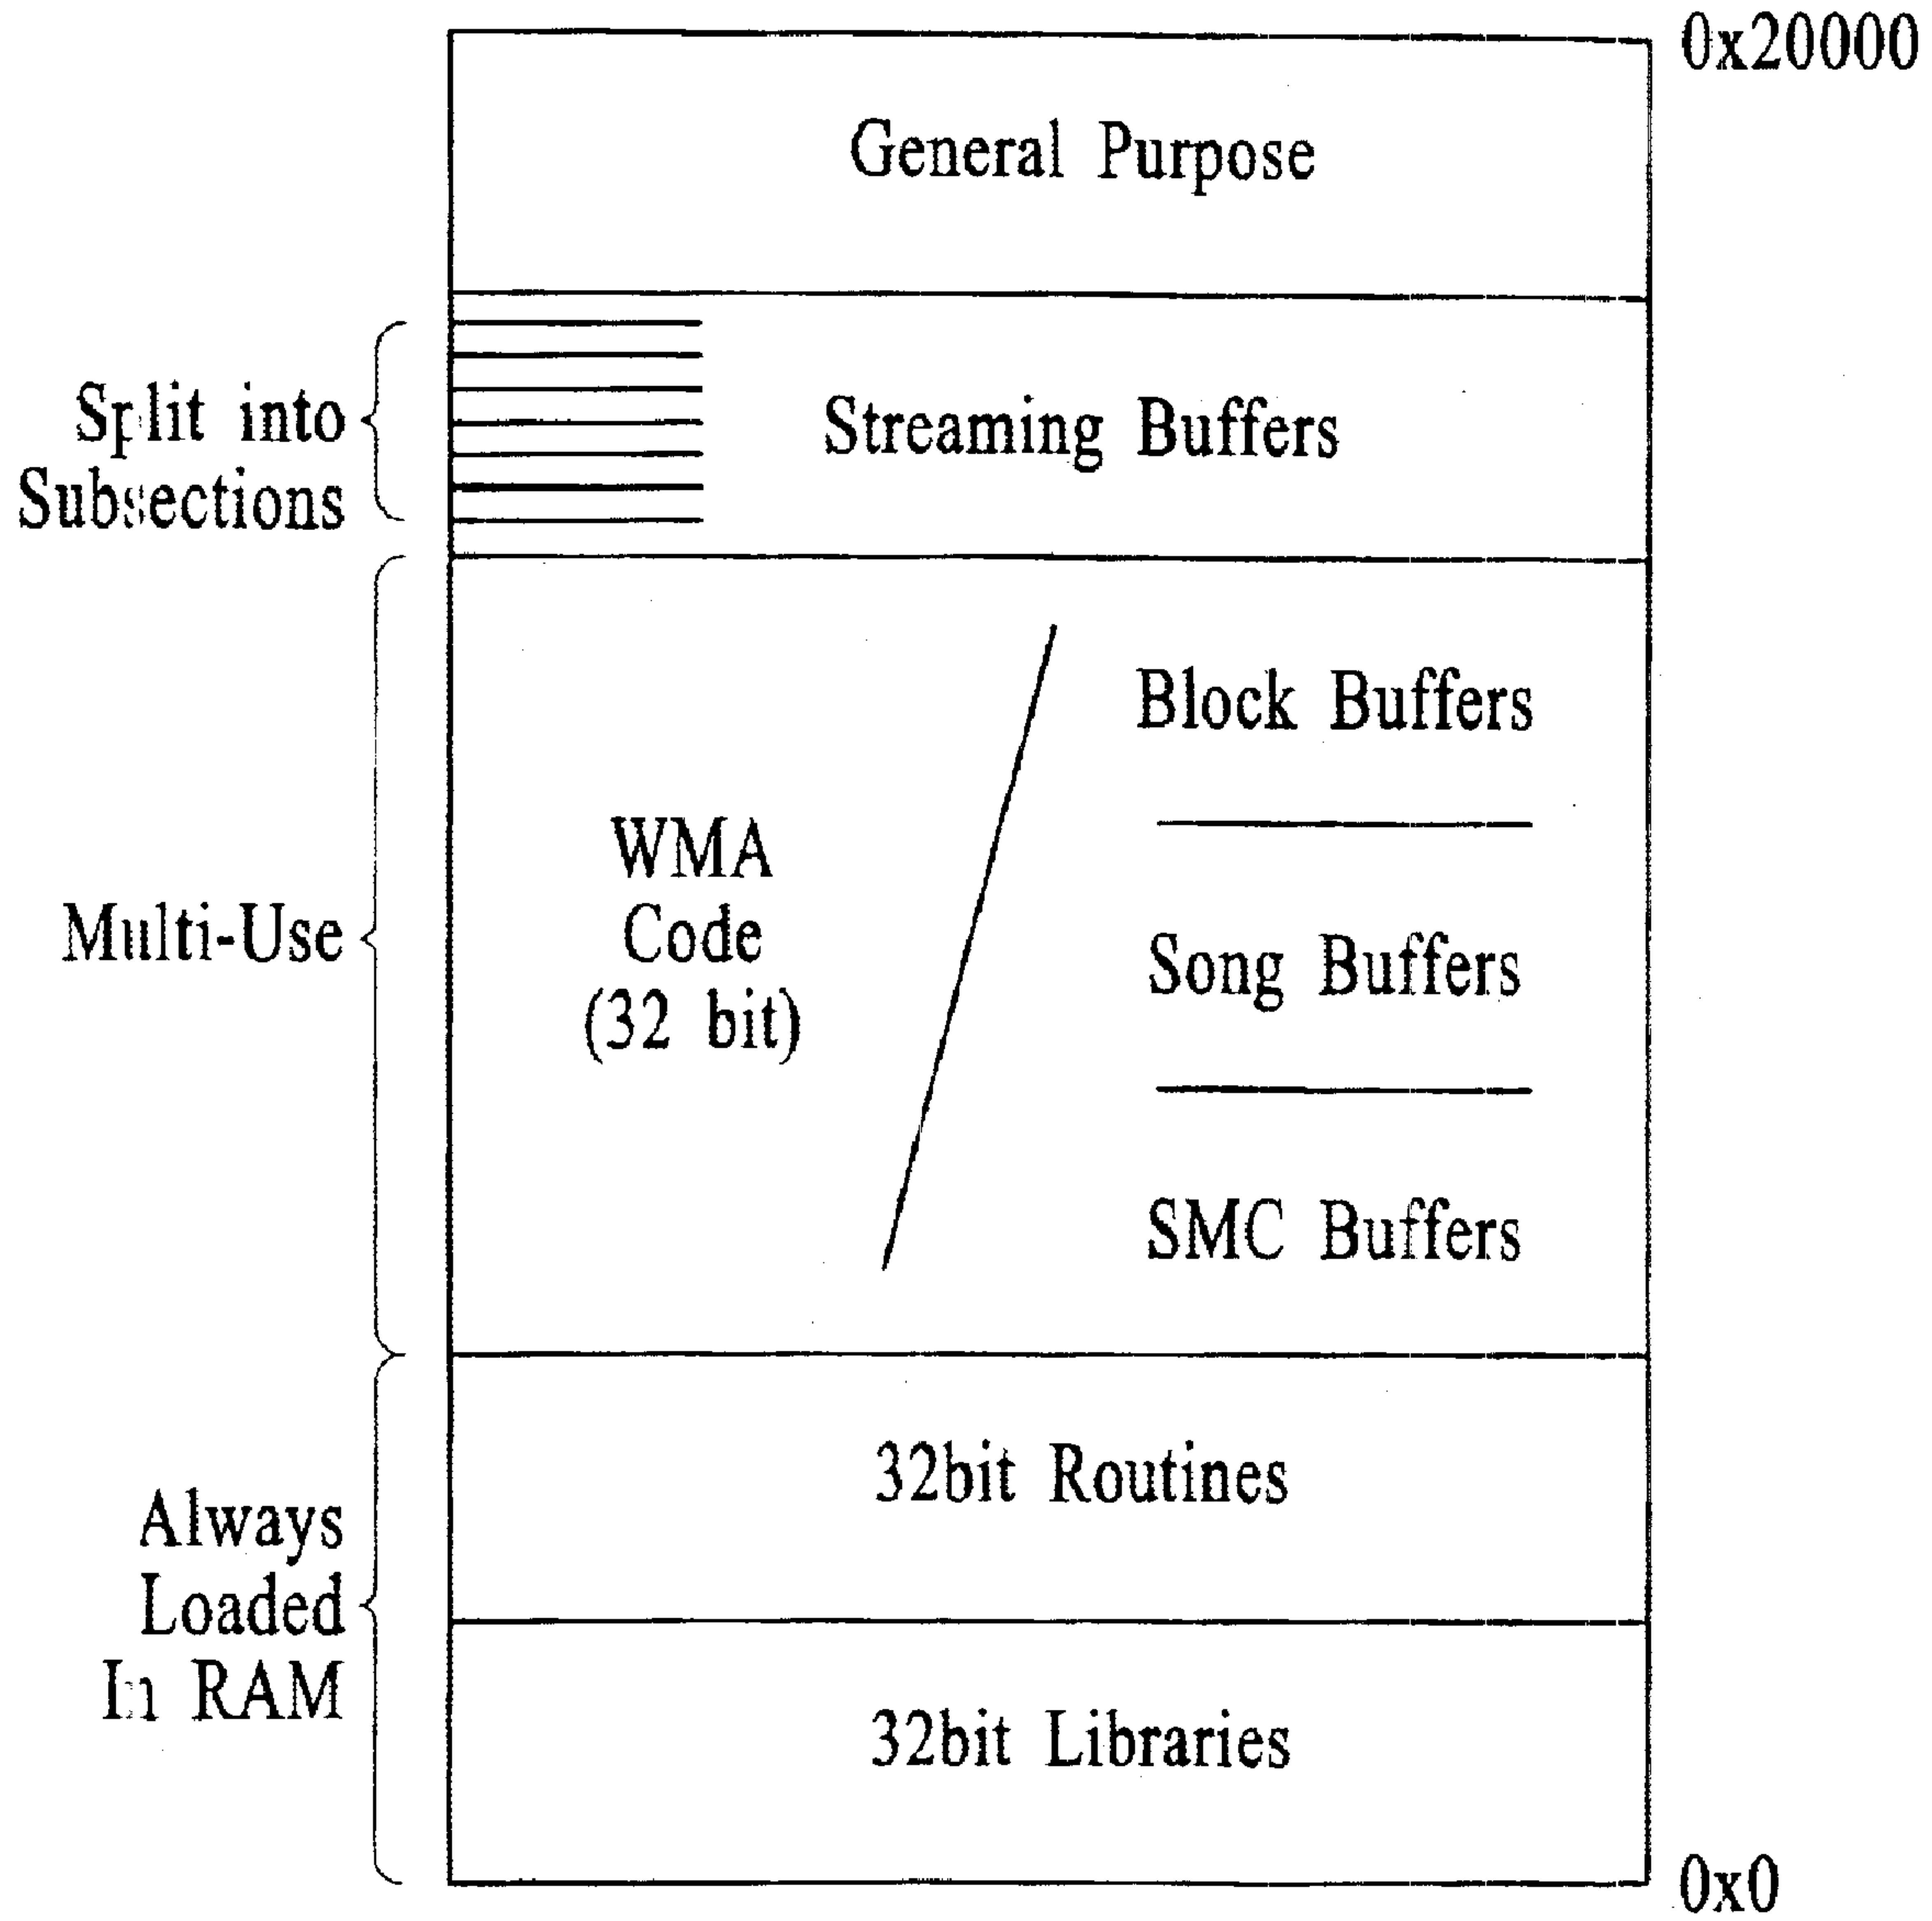 0x20000
General Purpose
Split into
Subsections
Streaming Buffers
Multi-Use
WMA
Code
(32 bit)
Block Buffers
Song Buffers
SMC Buffers
Always
Loaded
In RAM
32bit Routines
32bit Libraries
0x0